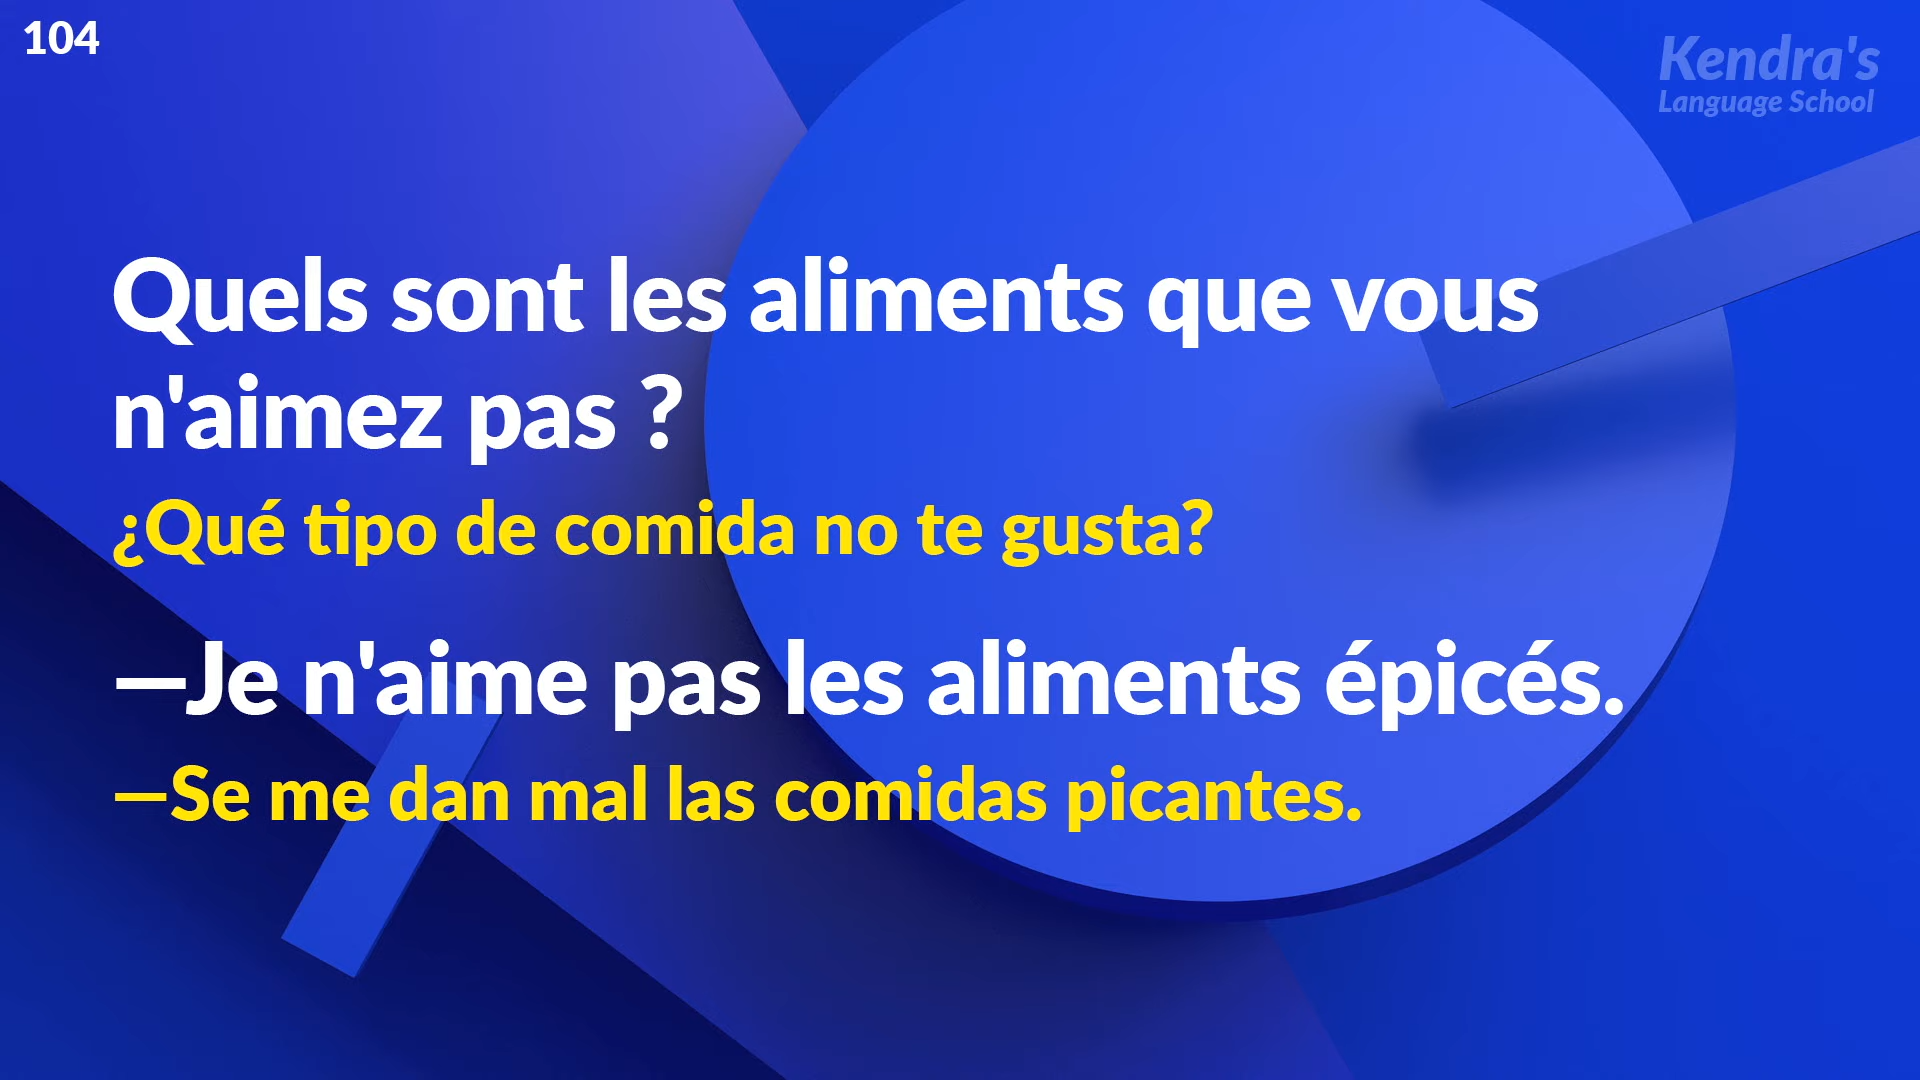 104
Kendra's
Language School
Quels sont les aliments que vous
n'aimez pas ?
¿Qué tipo de comida no te gusta?
—Je n'aime pas les aliments épicés.
—Se me dan mal las comidas picantes.